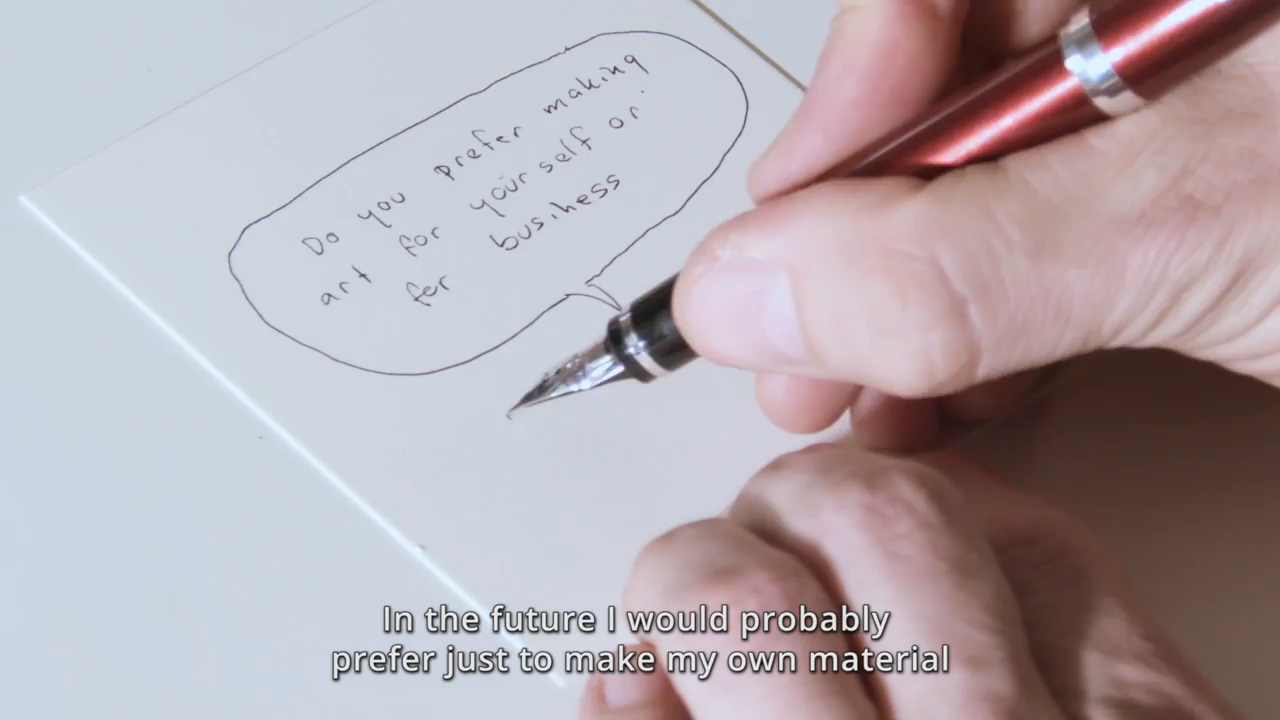 Do you prefer making
art for yourself or
for business
In the future I would probably
prefer just to make my own material